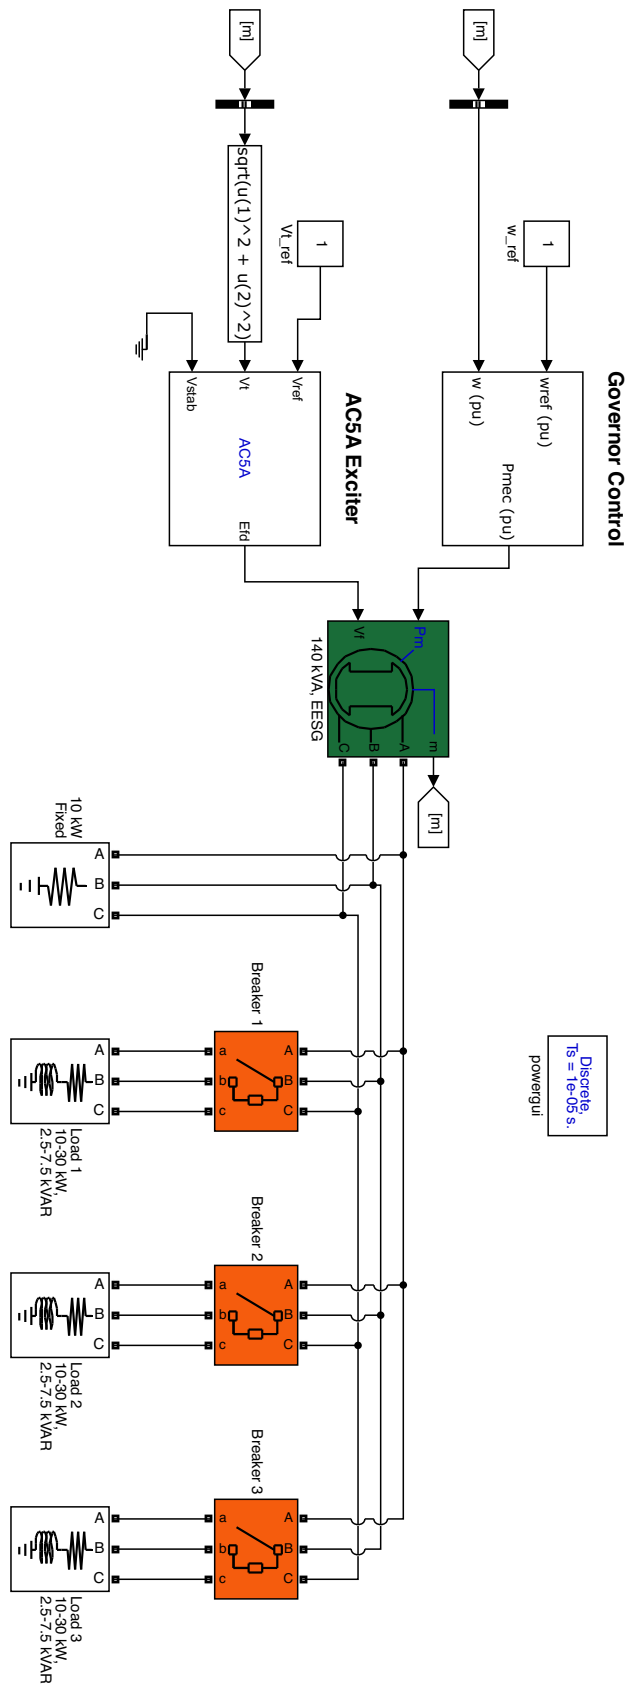 Governor Control
[m]
w_ref
1
wref (pu)
w (pu)
Pmec (pu)
AC5A Exciter
[m]
sqrt(u(1)^2 + u(2)^2)
Vt_ref
1
Vref
Vt
Vstab
AC5A
Efd
Pm
Vf
m
A
B
C
140 kVA, EESG
[m]
Discrete,
Ts = 1e-05 s.
powergui
10 kW
Fixed
A
B
C
Breaker 1
A
B
C
a
b
c
A
B
C
Load 1
10-30 kW,
2.5-7.5 kVAR
Breaker 2
A
B
C
a
b
c
A
B
C
Load 2
10-30 kW,
2.5-7.5 kVAR
Breaker 3
A
B
C
a
b
c
A
B
C
Load 3
10-30 kW,
2.5-7.5 kVAR